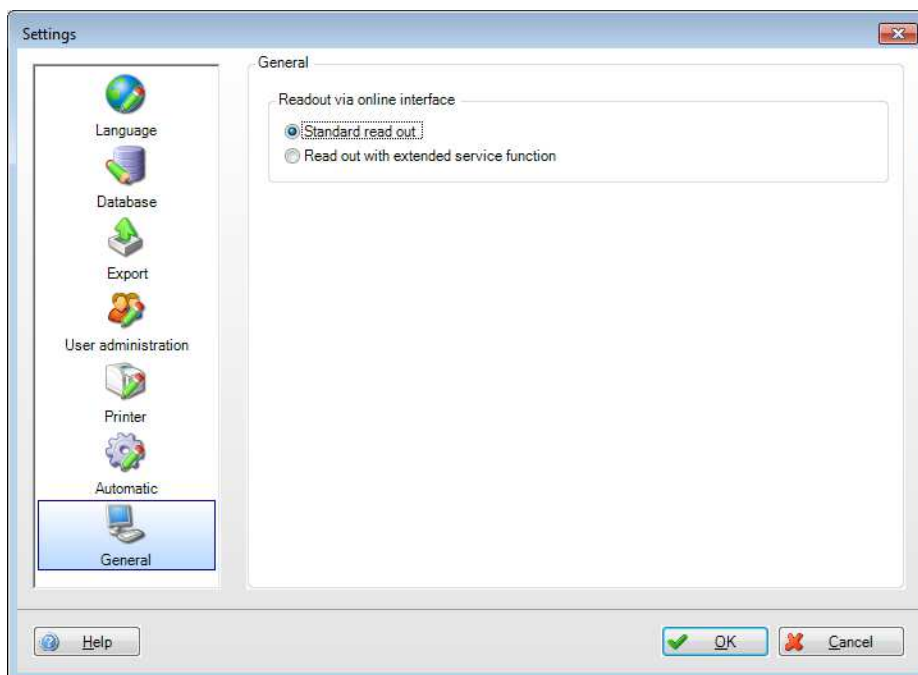 Settings
Language
Database
Export
User administration
Printer
Automatic
General
General
Readout via online interface
Standard read out
Read out with extended service function
Help
OK
Cancel